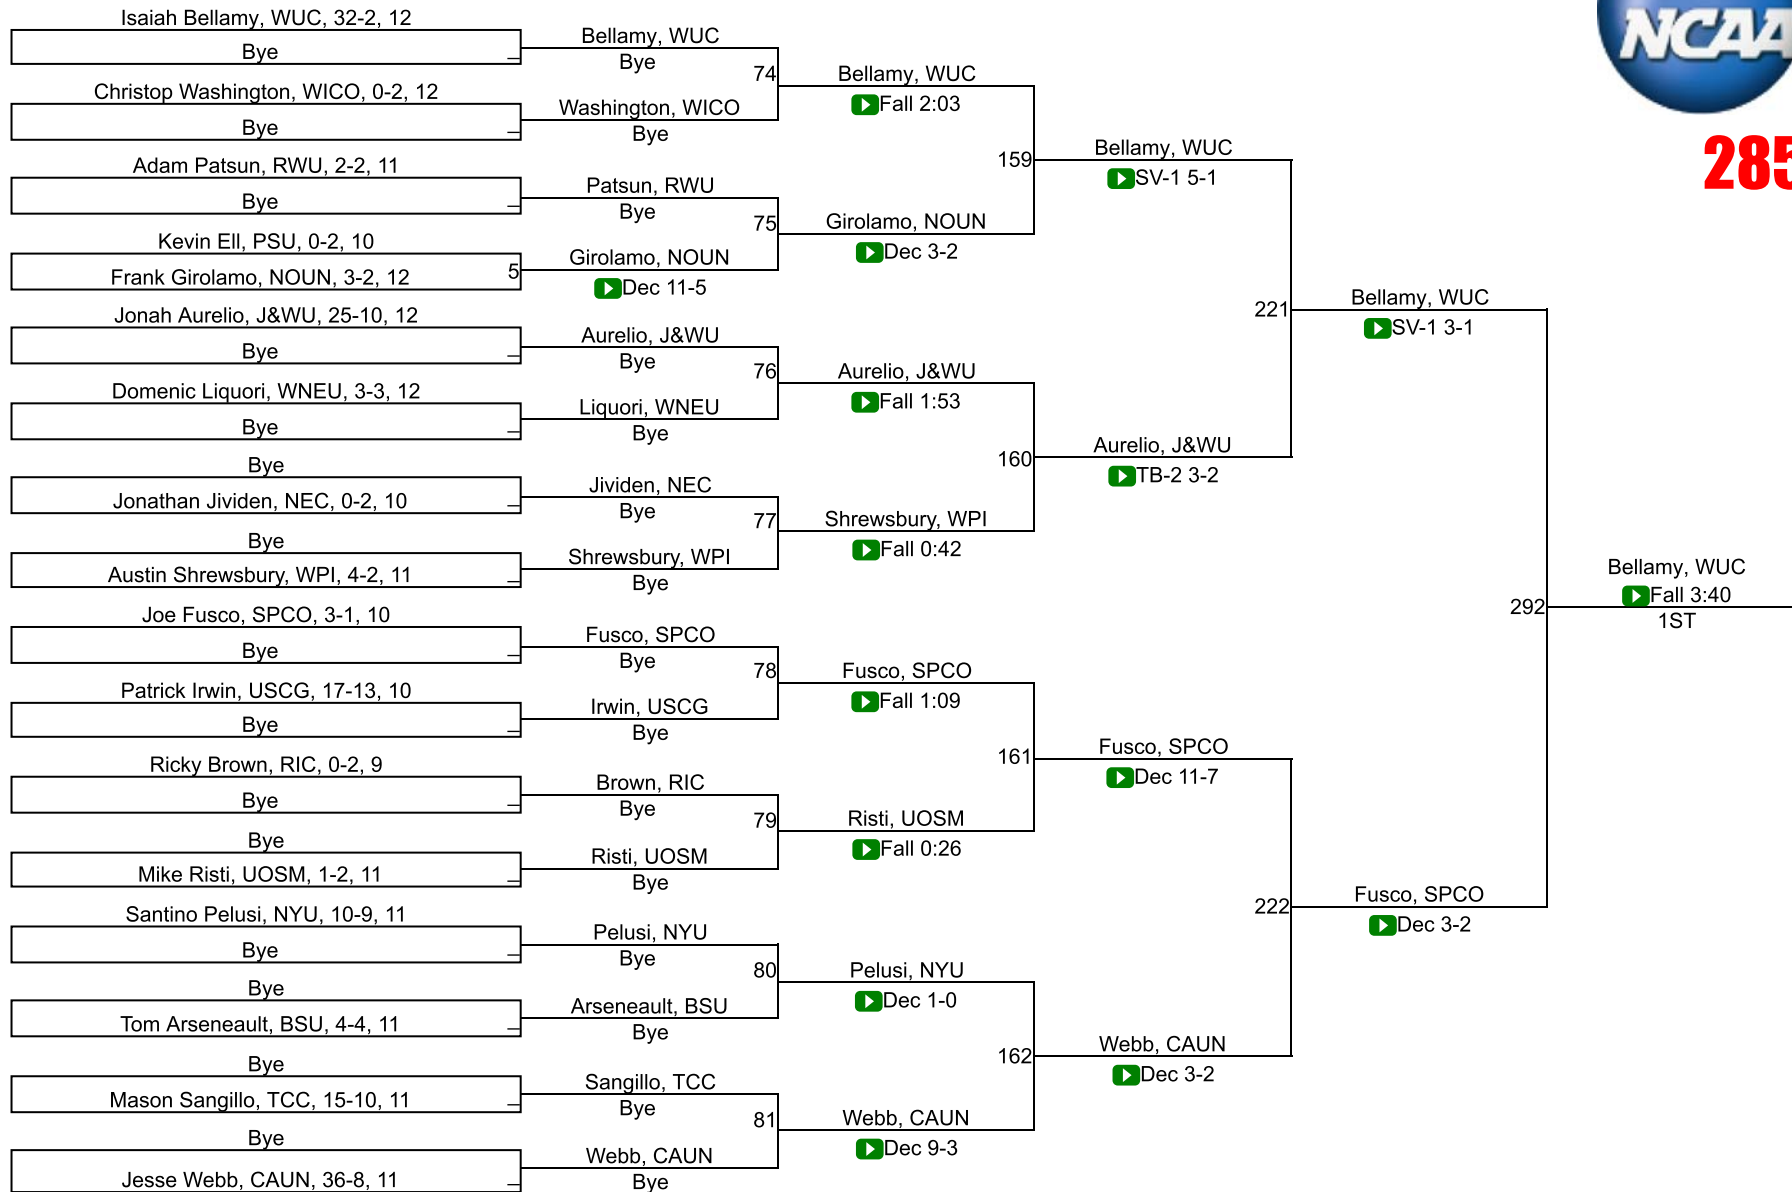 Isaiah Bellamy, WUC, 32-2, 12
Bye
Christop Washington, WICO, 0-2, 12
Bye
Adam Patsun, RWU, 2-2, 11
Bye
Kevin Ell, PSU, 0-2, 10
Frank Girolamo, NOUN, 3-2, 12
5
Jonah Aurelio, J&WU, 25-10, 12
Bye
Domenic Liquori, WNEU, 3-3, 12
Bye
Bye
Jonathan Jividen, NEC, 0-2, 10
Bye
Austin Shrewsbury, WPI, 4-2, 11
Joe Fusco, SPCO, 3-1, 10
Bye
Patrick Irwin, USCG, 17-13, 10
Bye
Ricky Brown, RIC, 0-2, 9
Bye
Bye
Mike Risti, UOSM, 1-2, 11
Santino Pelusi, NYU, 10-9, 11
Bye
Bye
Tom Arseneault, BSU, 4-4, 11
Bye
Mason Sangillo, TCC, 15-10, 11
Bye
Jesse Webb, CAUN, 36-8, 11
Bellamy, WUC
Bye
74
Washington, WICO
Bye
Patsun, RWU
Bye
75
Girolamo, NOUN
Dec 11-5
Aurelio, J&WU
Bye
76
Liquori, WNEU
Bye
Jividen, NEC
Bye
77
Shrewsbury, WPI
Bye
Fusco, SPCO
Bye
78
Irwin, USCG
Bye
Brown, RIC
Bye
79
Risti, UOSM
Bye
Pelusi, NYU
Bye
80
Arseneault, BSU
Bye
Sangillo, TCC
Bye
81
Webb, CAUN
Bye
Bellamy, WUC
Fall 2:03
159
Girolamo, NOUN
Dec 3-2
Aurelio, J&WU
Fall 1:53
160
Shrewsbury, WPI
Fall 0:42
Fusco, SPCO
Fall 1:09
161
Risti, UOSM
Fall 0:26
Pelusi, NYU
Dec 1-0
162
Webb, CAUN
Dec 9-3
Bellamy, WUC
SV-1 5-1
221
Aurelio, J&WU
TB-2 3-2
Fusco, SPCO
Dec 11-7
222
Webb, CAUN
Dec 3-2
Bellamy, WUC
SV-1 3-1
292
Fusco, SPCO
Dec 3-2
Bellamy, WUC
Fall 3:40
1ST
NCAA
285